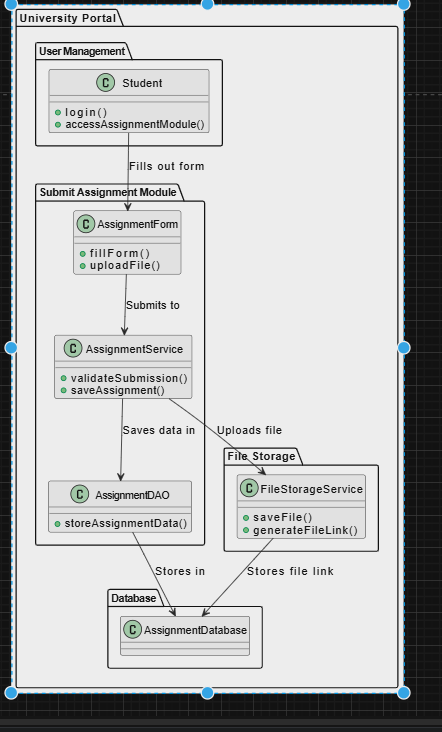 University Portal
User Management
C Student
login()
accessAssignmentModule()
Fills out form
Submit Assignment Module
C AssignmentForm
fillForm()
uploadFile()
Submits to
C AssignmentService
validateSubmission()
saveAssignment()
Saves data in
Uploads file
File Storage
C AssignmentDAO
storeAssignmentData()
C FileStorageService
saveFile()
generateFileLink()
Stores in
Stores file link
Database
C AssignmentDatabase